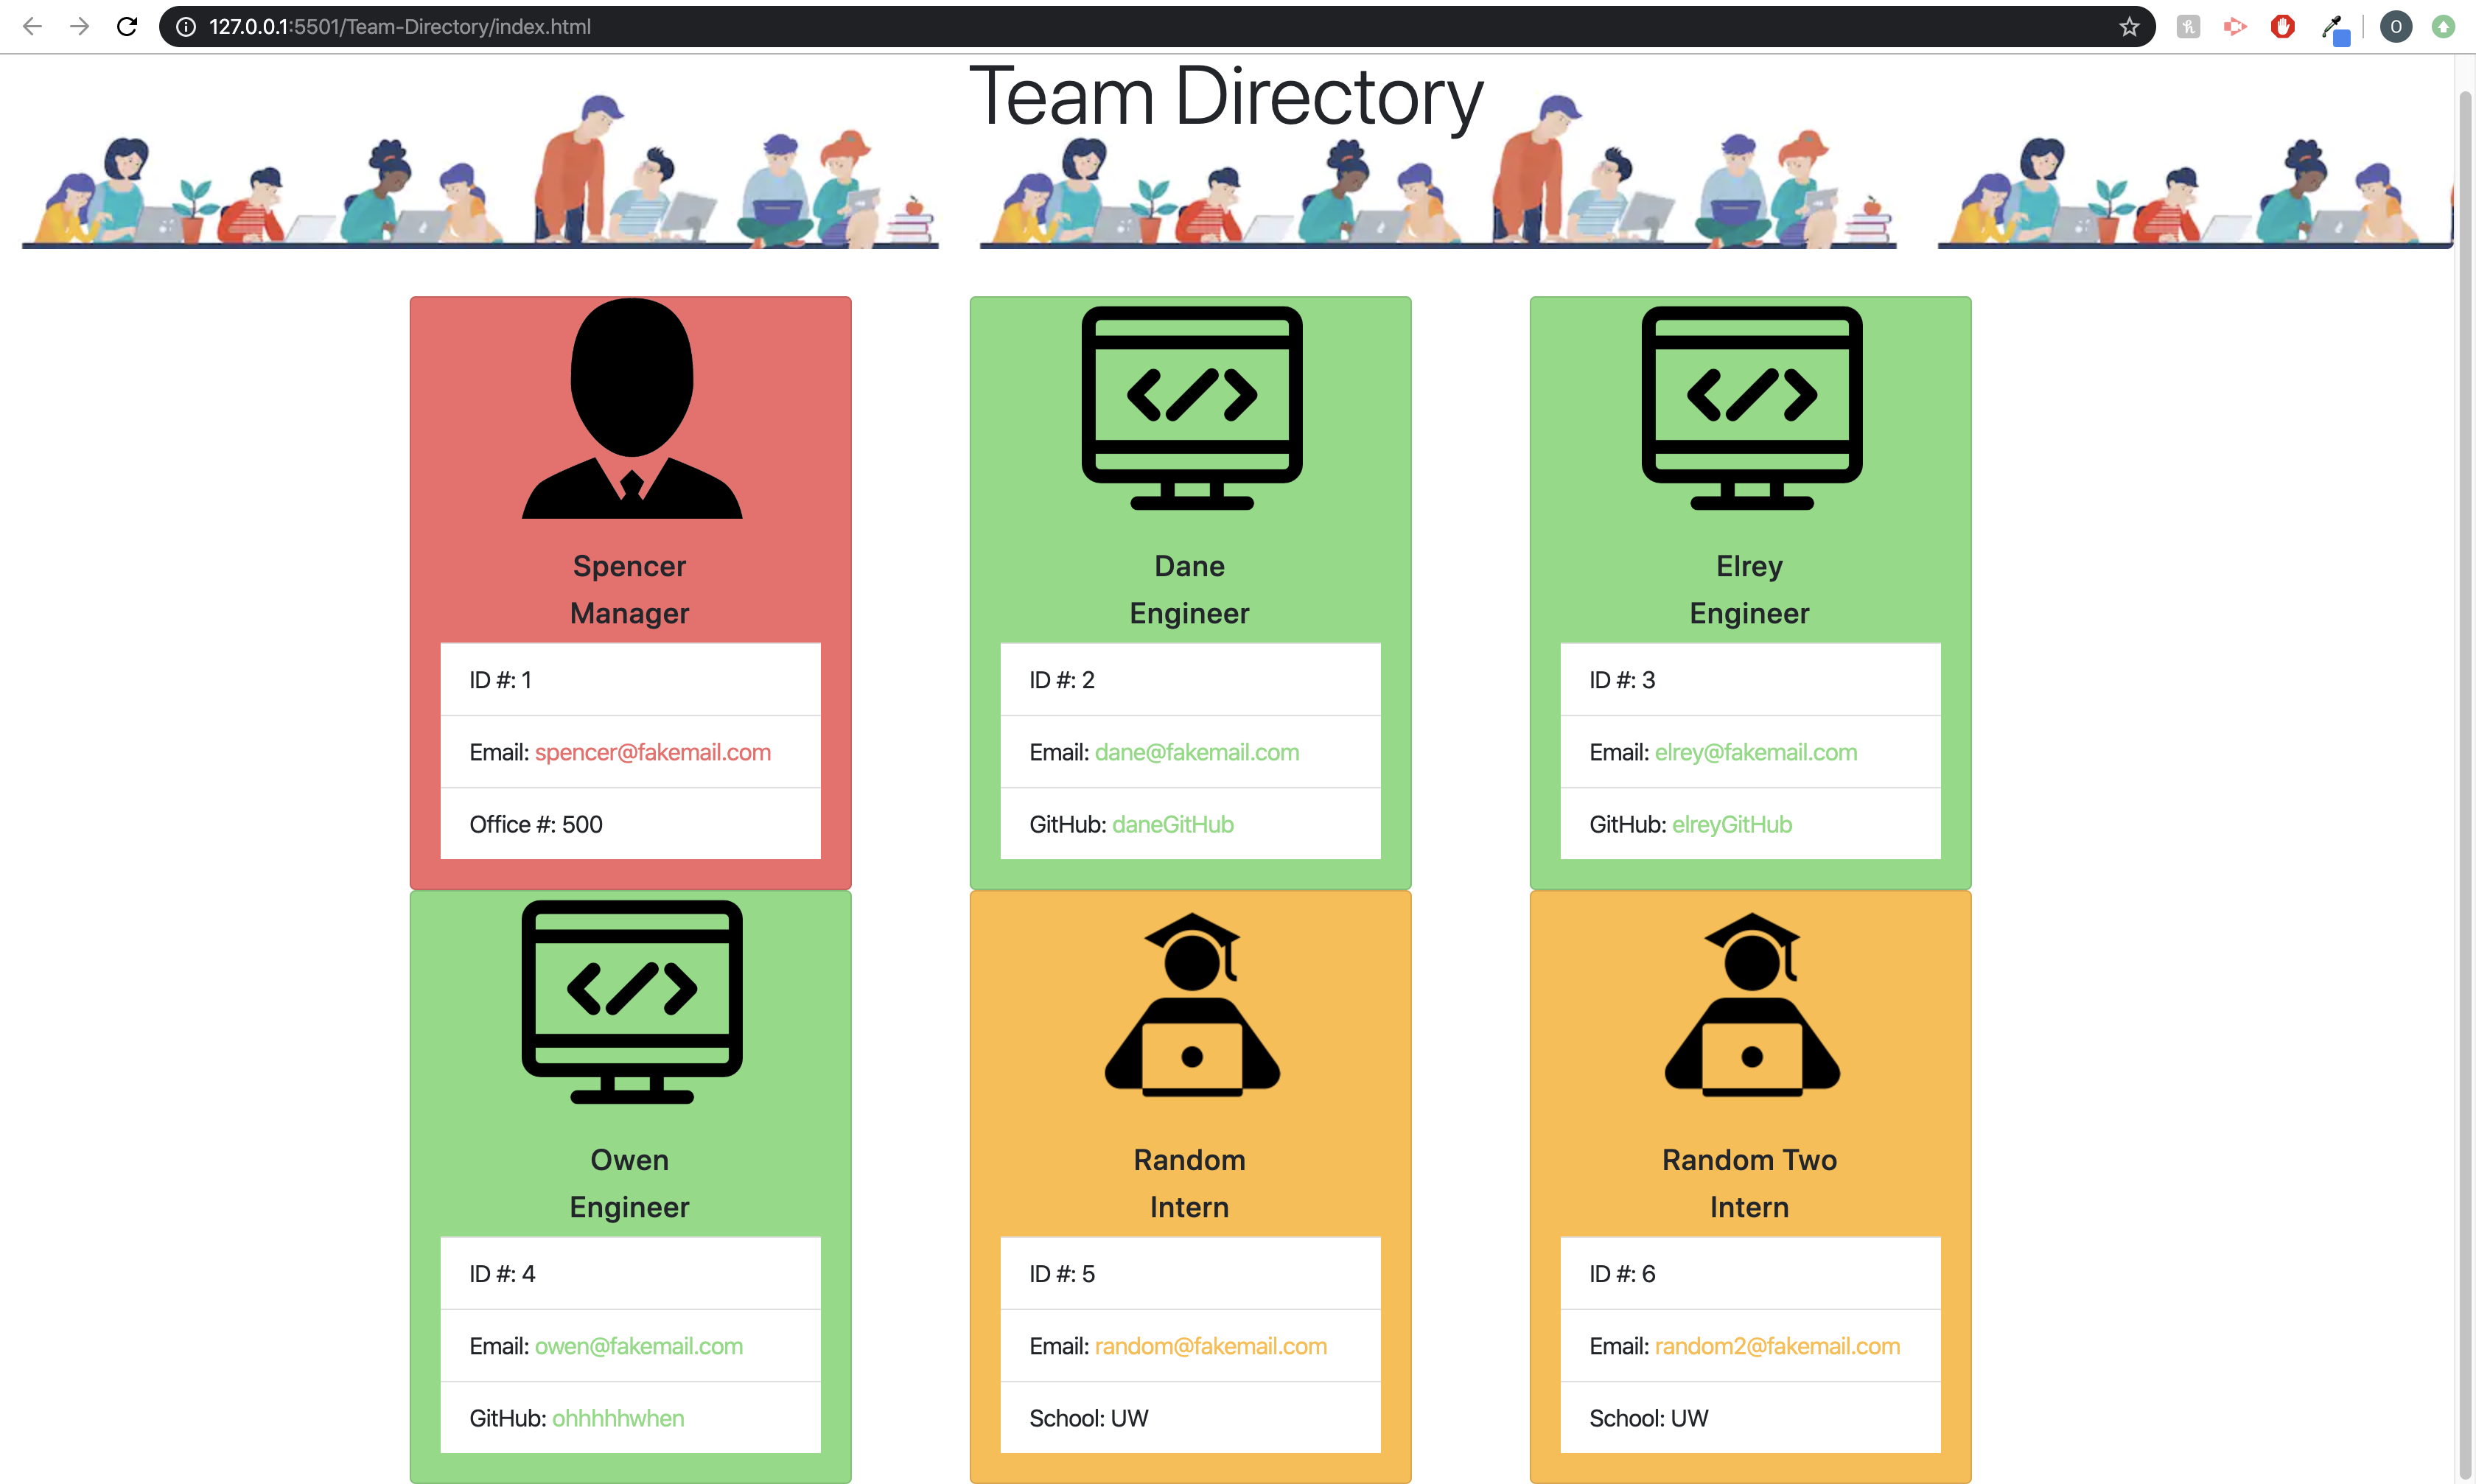 127.0.0.1:5501/Team-Directory/index.html
O
Team Directory
Spencer
Manager
ID #: 1
Email: spencer@fakemail.com
Office #: 500
Dane
Engineer
ID #: 2
Email: dane@fakemail.com
GitHub: daneGitHub
Elrey
Engineer
ID #: 3
Email: elrey@fakemail.com
GitHub: elreyGitHub
Owen
Engineer
ID #: 4
Email: owen@fakemail.com
GitHub: ohhhhhwhen
Random
Intern
ID #: 5
Email: random@fakemail.com
School: UW
Random Two
Intern
ID #: 6
Email: random2@fakemail.com
School: UW